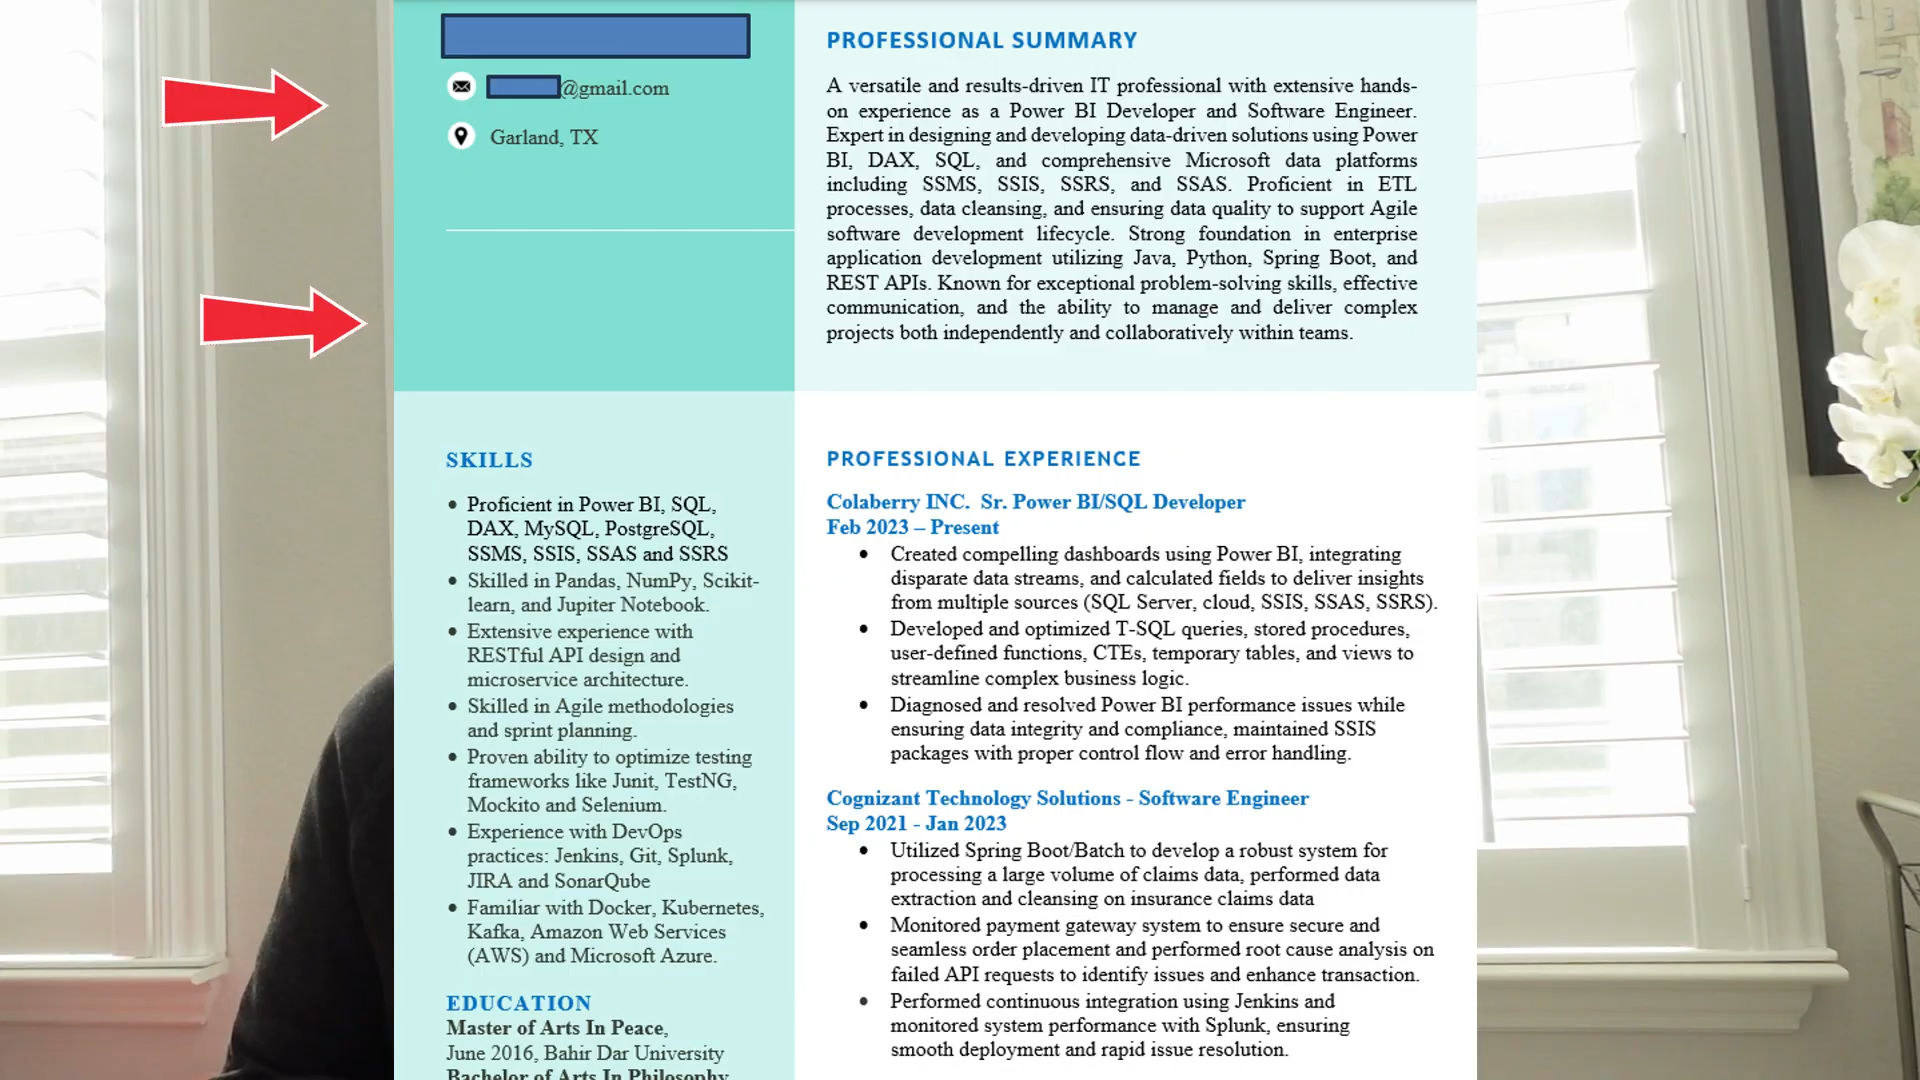 @gmail.com
Garland, TX
PROFESSIONAL SUMMARY
A versatile and results-driven IT professional with extensive hands-
on experience as a Power BI Developer and Software Engineer.
Expert in designing and developing data-driven solutions using Power
BI, DAX, SQL, and comprehensive Microsoft data platforms
including SSMS, SSIS, SSRS, and SSAS. Proficient in ETL
processes, data cleansing, and ensuring data quality to support Agile
software development lifecycle. Strong foundation in enterprise
application development utilizing Java, Python, Spring Boot, and
REST APIs. Known for exceptional problem-solving skills, effective
communication, and the ability to manage and deliver complex
projects both independently and collaboratively within teams.
SKILLS
• Proficient in Power BI, SQL,
DAX, MySQL, PostgreSQL,
SSMS, SSIS, SSAS and SSRS
• Skilled in Pandas, NumPy, Scikit-
learn, and Jupiter Notebook.
• Extensive experience with
RESTful API design and
microservice architecture.
• Skilled in Agile methodologies
and sprint planning.
• Proven ability to optimize testing
frameworks like Junit, TestNG,
Mockito and Selenium.
• Experience with DevOps
practices: Jenkins, Git, Splunk,
JIRA and SonarQube
• Familiar with Docker, Kubernetes,
Kafka, Amazon Web Services
(AWS) and Microsoft Azure.
EDUCATION
Master of Arts In Peace,
June 2016, Bahir Dar University
Bachelor of Arts In Philosophy
PROFESSIONAL EXPERIENCE
Colaberry INC. Sr. Power BI/SQL Developer
Feb 2023 – Present
• Created compelling dashboards using Power BI, integrating
disparate data streams, and calculated fields to deliver insights
from multiple sources (SQL Server, cloud, SSIS, SSAS, SSRS).
• Developed and optimized T-SQL queries, stored procedures,
user-defined functions, CTEs, temporary tables, and views to
streamline complex business logic.
• Diagnosed and resolved Power BI performance issues while
ensuring data integrity and compliance, maintained SSIS
packages with proper control flow and error handling.
Cognizant Technology Solutions - Software Engineer
Sep 2021 - Jan 2023
• Utilized Spring Boot/Batch to develop a robust system for
processing a large volume of claims data, performed data
extraction and cleansing on insurance claims data
• Monitored payment gateway system to ensure secure and
seamless order placement and performed root cause analysis on
failed API requests to identify issues and enhance transaction.
• Performed continuous integration using Jenkins and
monitored system performance with Splunk, ensuring
smooth deployment and rapid issue resolution.